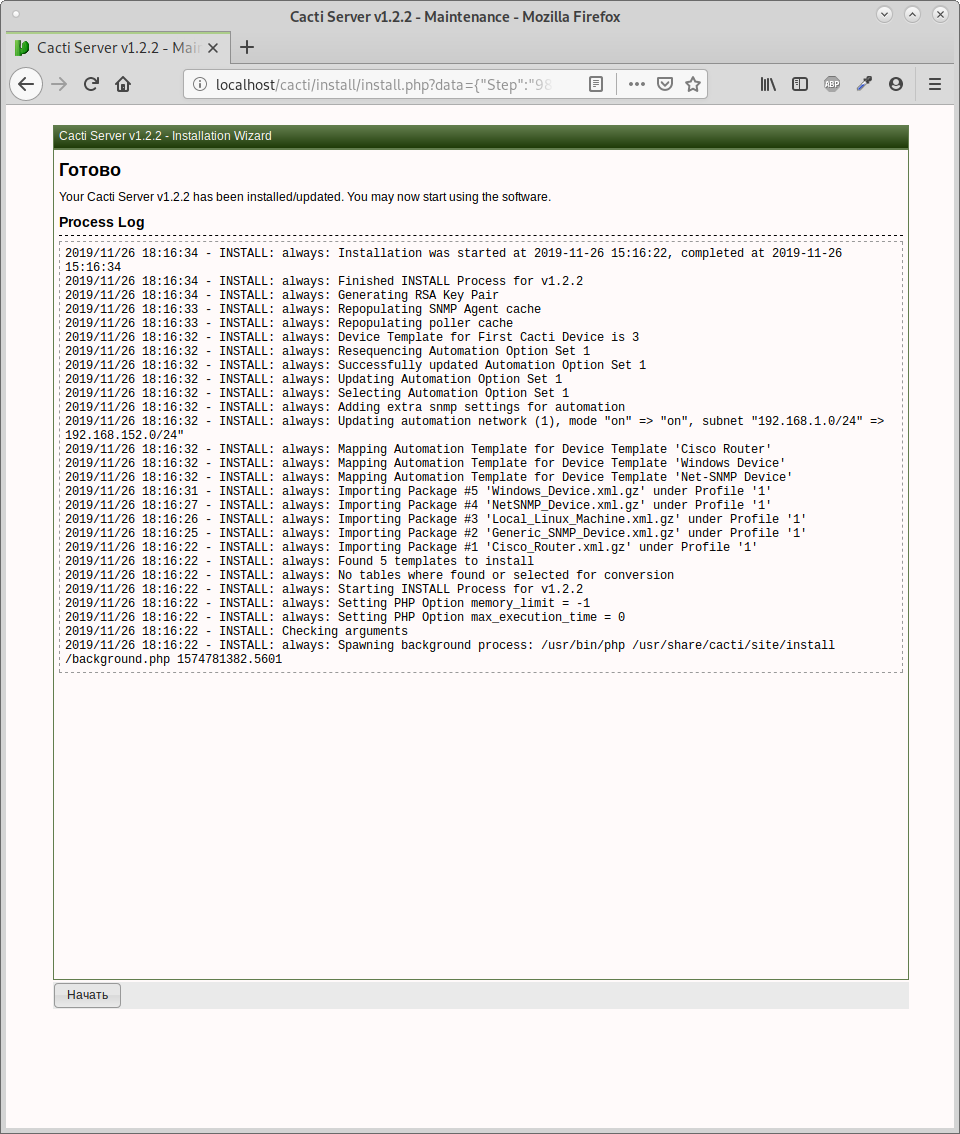 Cacti Server v1.2.2 - Maintenance - Mozilla Firefox
Cacti Server v1.2.2 - Mai
localhost/cacti/install/install.php?data={"Step":"98
ABP
Cacti Server v1.2.2 - Installation Wizard
Готово
Your Cacti Server v1.2.2 has been installed/updated. You may now start using the software.
Process Log
2019/11/26 18:16:34 - INSTALL: always: Installation was started at 2019-11-26 15:16:22, completed at 2019-11-26
15:16:34
2019/11/26 18:16:34 - INSTALL: always: Finished INSTALL Process for v1.2.2
2019/11/26 18:16:34 - INSTALL: always: Generating RSA Key Pair
2019/11/26 18:16:33 - INSTALL: always: Repopulating SNMP Agent cache
2019/11/26 18:16:33 - INSTALL: always: Repopulating poller cache
2019/11/26 18:16:32 - INSTALL: always: Device Template for First Cacti Device is 3
2019/11/26 18:16:32 - INSTALL: always: Resequencing Automation Option Set 1
2019/11/26 18:16:32 - INSTALL: always: Successfully updated Automation Option Set 1
2019/11/26 18:16:32 - INSTALL: always: Updating Automation Option Set 1
2019/11/26 18:16:32 - INSTALL: always: Selecting Automation Option Set 1
2019/11/26 18:16:32 - INSTALL: always: Adding extra snmp settings for automation
2019/11/26 18:16:32 - INSTALL: always: Updating automation network (1), mode "on" => "on", subnet "192.168.1.0/24" =>
192.168.152.0/24"
2019/11/26 18:16:32 - INSTALL: always: Mapping Automation Template for Device Template 'Cisco Router'
2019/11/26 18:16:32 - INSTALL: always: Mapping Automation Template for Device Template 'Windows Device'
2019/11/26 18:16:32 - INSTALL: always: Mapping Automation Template for Device Template 'Net-SNMP Device'
2019/11/26 18:16:31 - INSTALL: always: Importing Package #5 'Windows_Device.xml.gz' under Profile '1'
2019/11/26 18:16:27 - INSTALL: always: Importing Package #4 'NetSNMP_Device.xml.gz' under Profile '1'
2019/11/26 18:16:26 - INSTALL: always: Importing Package #3 'Local_Linux_Machine.xml.gz' under Profile '1'
2019/11/26 18:16:25 - INSTALL: always: Importing Package #2 'Generic_SNMP_Device.xml.gz' under Profile '1'
2019/11/26 18:16:22 - INSTALL: always: Importing Package #1 'Cisco_Router.xml.gz' under Profile '1'
2019/11/26 18:16:22 - INSTALL: always: Found 5 templates to install
2019/11/26 18:16:22 - INSTALL: always: No tables where found or selected for conversion
2019/11/26 18:16:22 - INSTALL: always: Starting INSTALL Process for v1.2.2
2019/11/26 18:16:22 - INSTALL: always: Setting PHP Option memory_limit = -1
2019/11/26 18:16:22 - INSTALL: always: Setting PHP Option max_execution_time = 0
2019/11/26 18:16:22 - INSTALL: Checking arguments
2019/11/26 18:16:22 - INSTALL: always: Spawning background process: /usr/bin/php /usr/share/cacti/site/install
/background.php 1574781382.5601
Начать